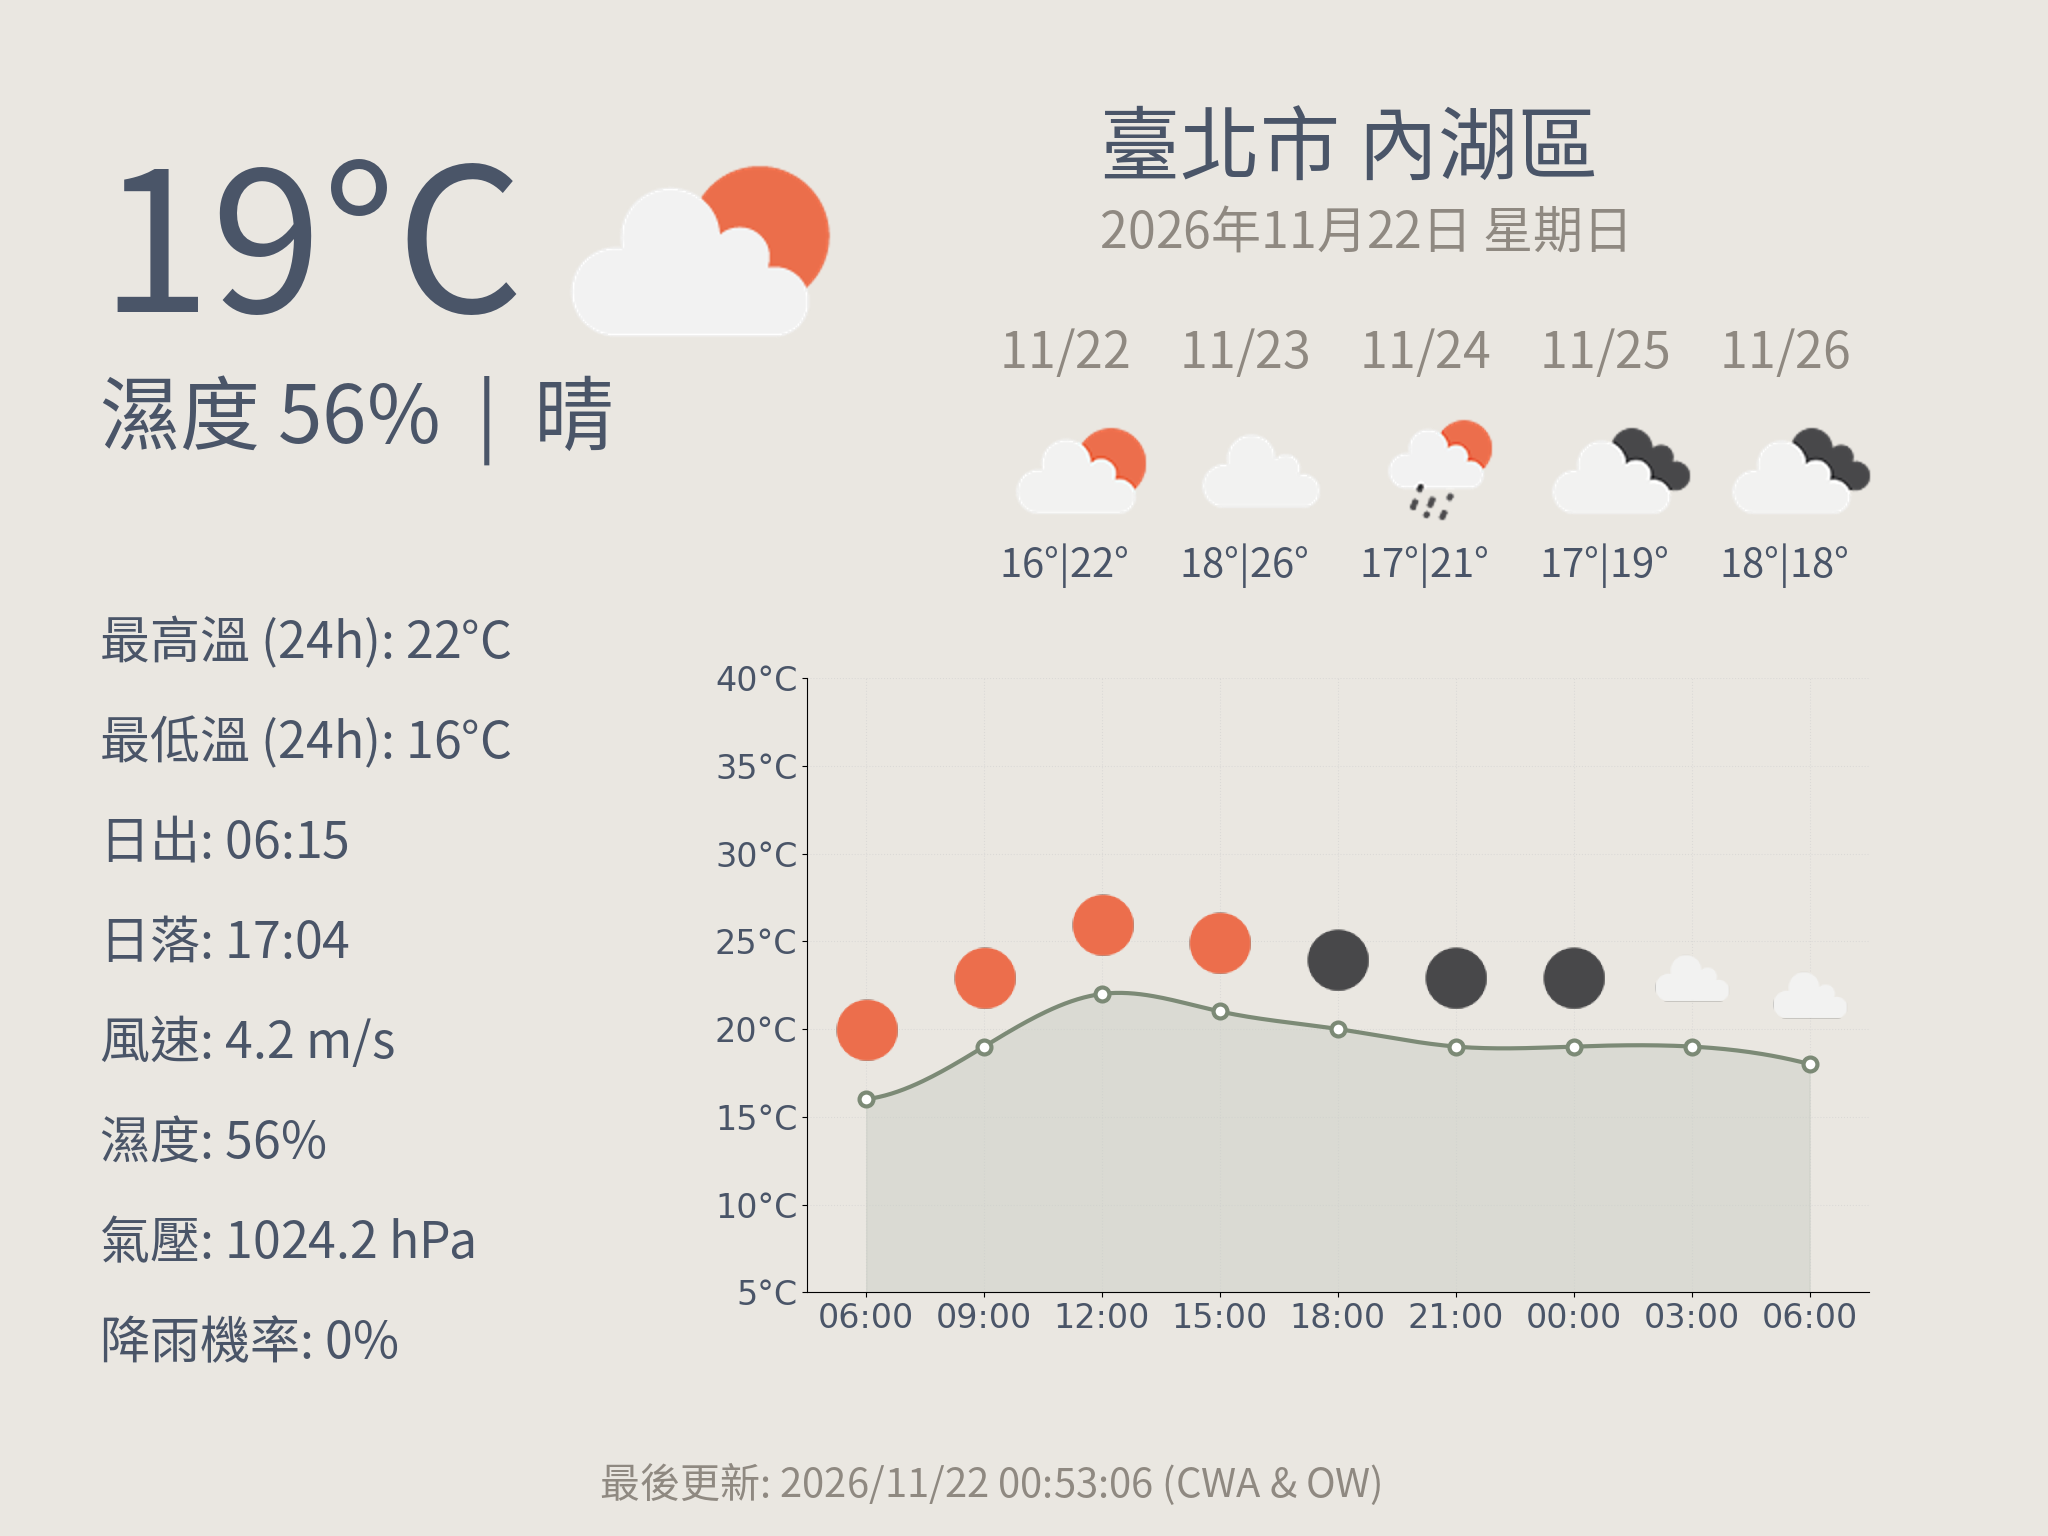 19°C
濕度 56% | 晴
臺北市 內湖區
2026年11月22日 星期日
11/22 11/23 11/24 11/25 11/26
16°|22° 18°|26° 17°|21° 17°|19° 18°|18°
最高溫 (24h): 22°C
最低溫 (24h): 16°C
日出: 06:15
日落: 17:04
風速: 4.2 m/s
濕度: 56%
氣壓: 1024.2 hPa
降雨機率: 0%
40°C
35°C
30°C
25°C
20°C
15°C
10°C
5°C
06:00 09:00 12:00 15:00 18:00 21:00 00:00 03:00 06:00
最後更新: 2026/11/22 00:53:06 (CWA & OW)